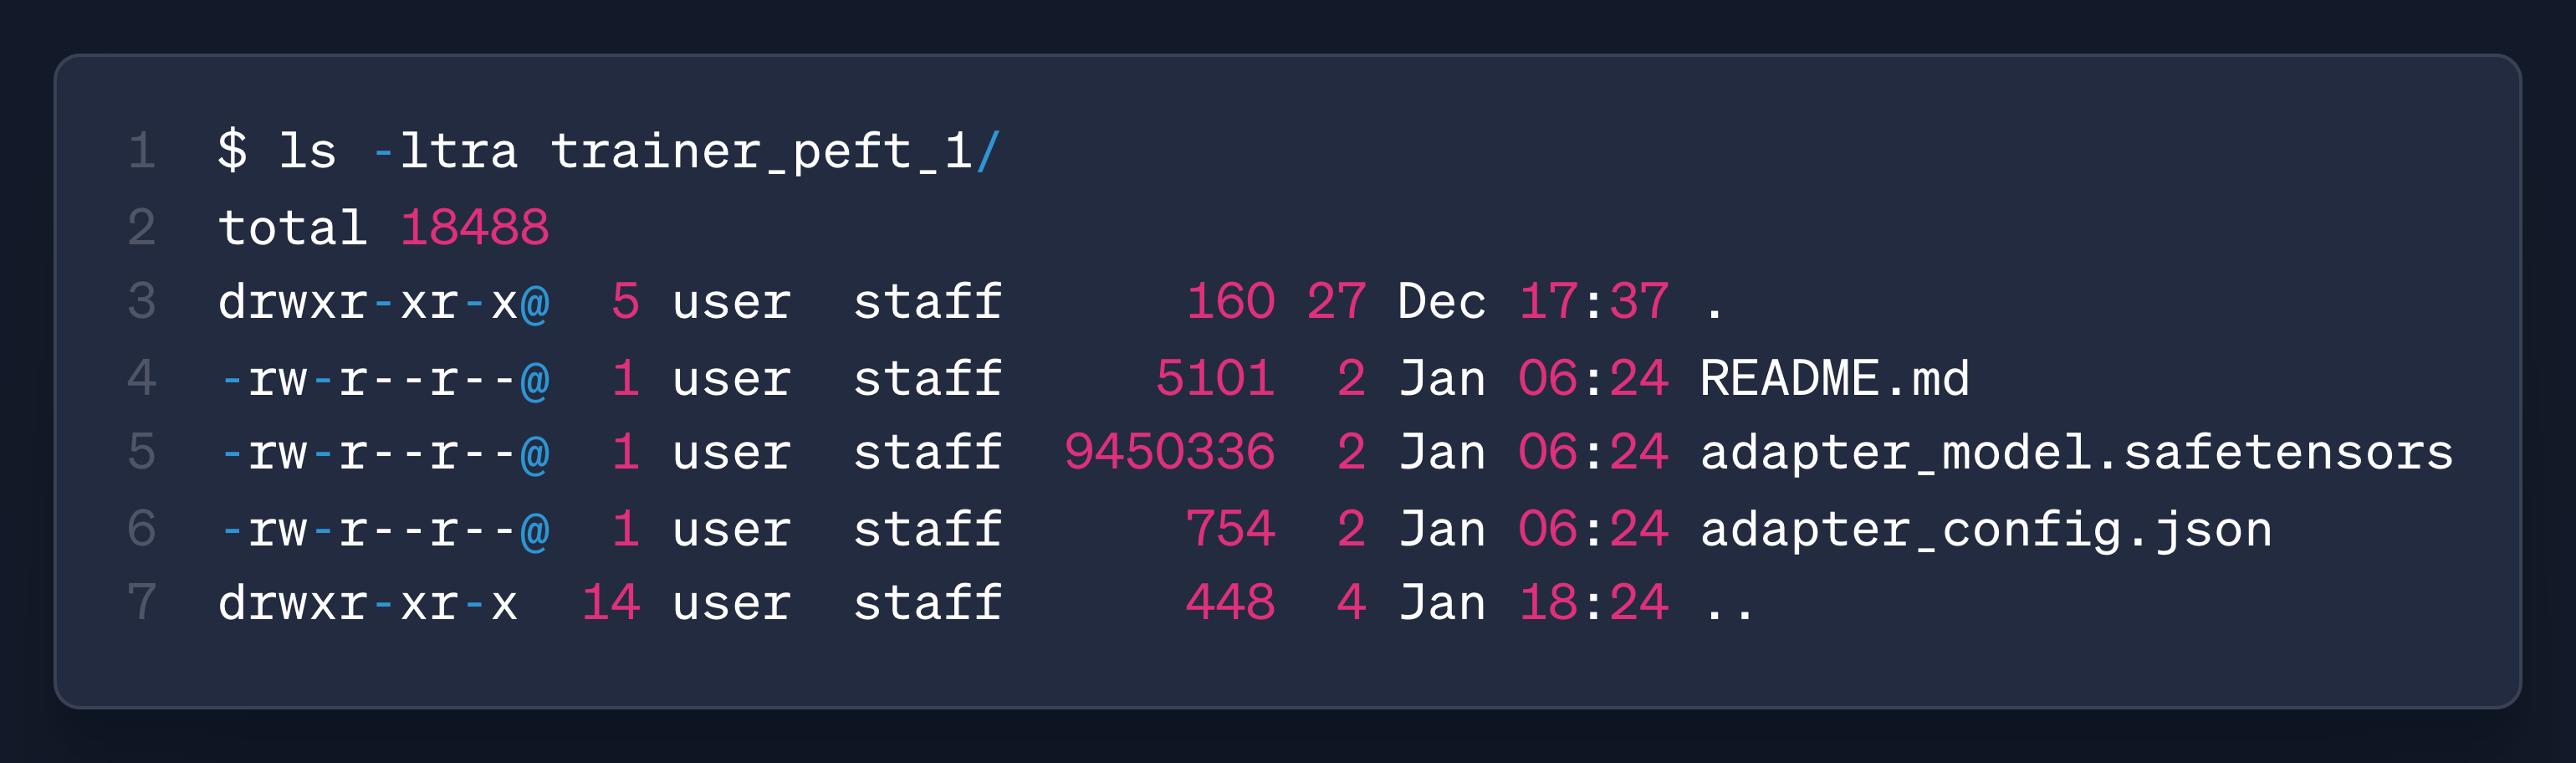 1 $ ls -ltra trainer_peft_1/
2 total 18488
3 drwxr-xr-x@  5 user  staff      160 27 Dec 17:37 .
4 -rw-r--r--@  1 user  staff     5101  2 Jan 06:24 README.md
5 -rw-r--r--@  1 user  staff  9450336  2 Jan 06:24 adapter_model.safetensors
6 -rw-r--r--@  1 user  staff      754  2 Jan 06:24 adapter_config.json
7 drwxr-xr-x  14 user  staff      448  4 Jan 18:24 ..